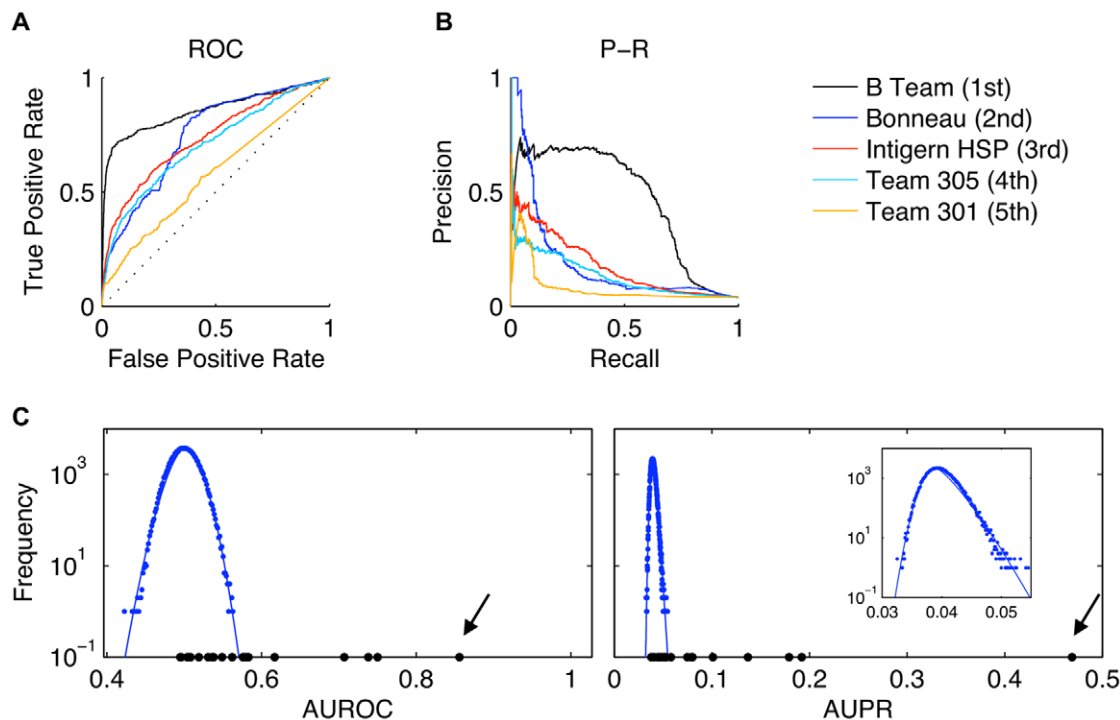 A
ROC
True Positive Rate
1
0.5
0
0 0.5 1
False Positive Rate
B
P-R
Precision
1
0.5
0
0 0.5 1
Recall
B Team (1st)
Bonneau (2nd)
Intigern HSP (3rd)
Team 305 (4th)
Team 301 (5th)
C
Frequency
10³
10¹
10⁻¹
0.4 0.6 0.8 1
AUROC
0 0.1 0.2 0.3 0.4 0.5
AUPR
10³
10¹
10⁻¹
0.03 0.04 0.05